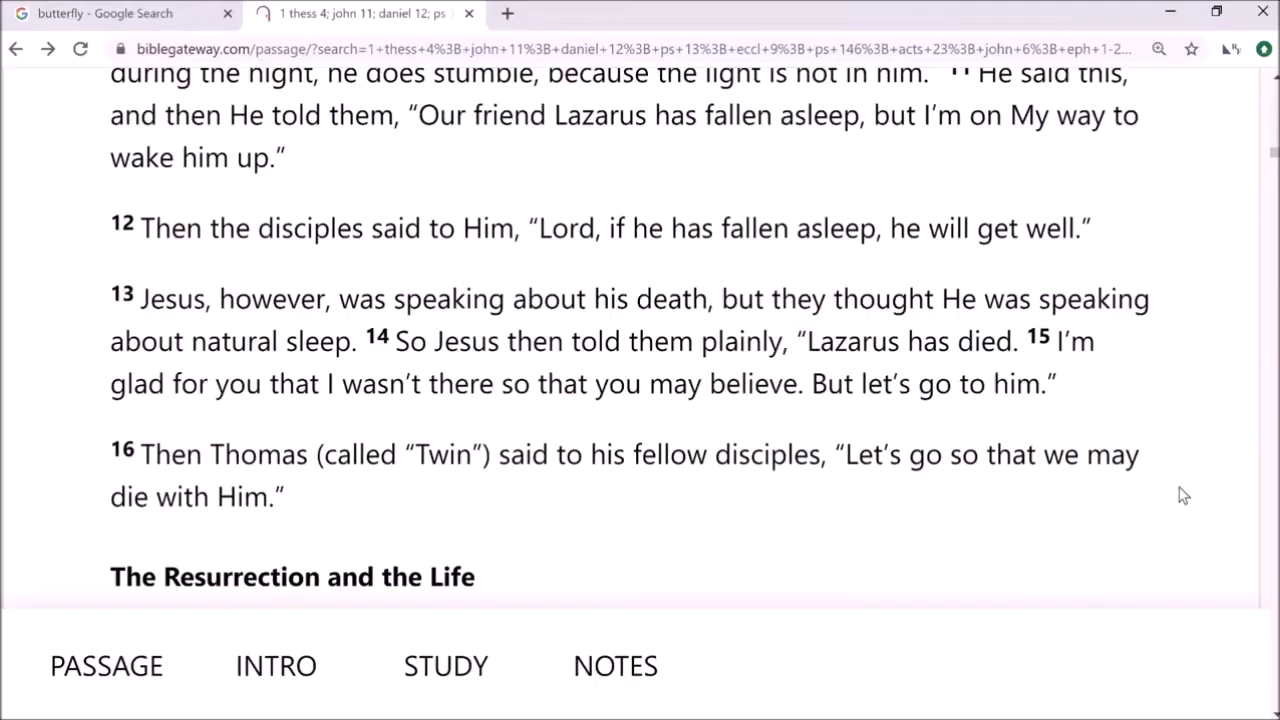 butterfly - Google Search
1 thess 4; john 11; daniel 12; ps 1
biblegateway.com/passage/?search=1+thess+4%3B+john+11%3B+daniel+12%3B+ps+13%3B+eccl+9%3B+ps+146%3B+acts+23%3B+john+6%3B+eph+1-2...
during the night, he does stumble, because the light is not in him.” 11 He said this,
and then He told them, “Our friend Lazarus has fallen asleep, but I’m on My way to
wake him up.”
12 Then the disciples said to Him, “Lord, if he has fallen asleep, he will get well.”
13 Jesus, however, was speaking about his death, but they thought He was speaking
about natural sleep. 14 So Jesus then told them plainly, “Lazarus has died. 15 I’m
glad for you that I wasn’t there so that you may believe. But let’s go to him.”
16 Then Thomas (called “Twin”) said to his fellow disciples, “Let’s go so that we may
die with Him.”
The Resurrection and the Life
PASSAGE INTRO STUDY NOTES